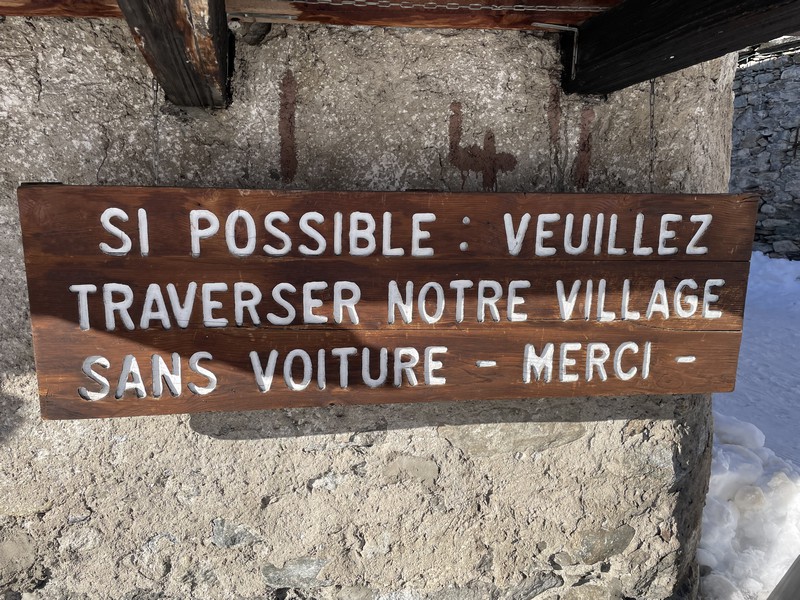 SI POSSIBLE : VEUILLEZ
TRAVERSER NOTRE VILLAGE
SANS VOITURE - MERCI -